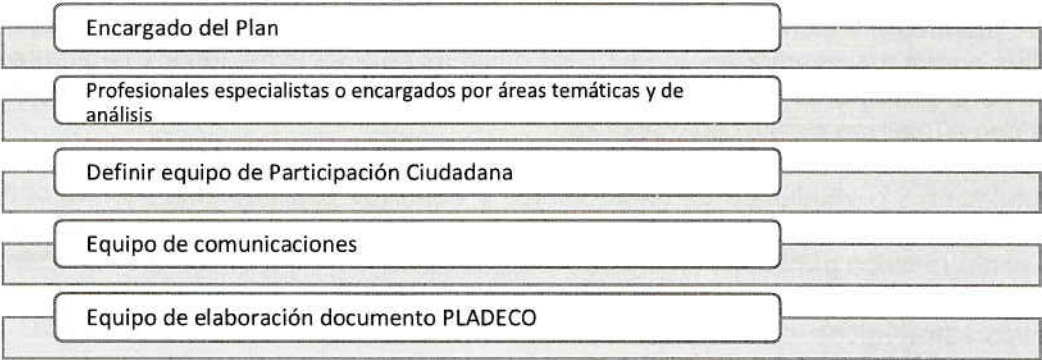 Encargado del Plan
Profesionales especialistas o encargados por áreas temáticas y de
análisis
Definir equipo de Participación Ciudadana
Equipo de comunicaciones
Equipo de elaboración documento PLADECO